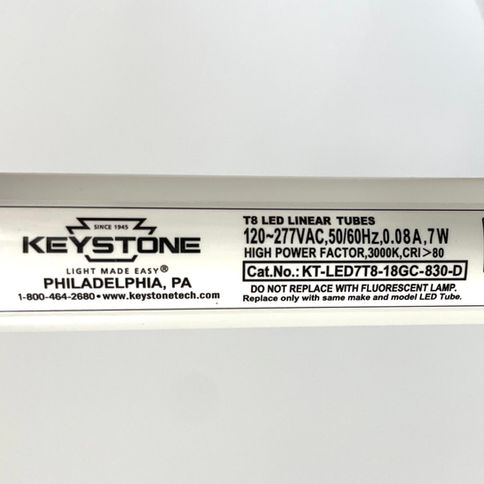 SINCE 1945
KEYSTONE
LIGHT MADE EASY®
PHILADELPHIA, PA
1-800-464-2680 • www.keystonetech.com
T8 LED LINEAR TUBES
120~277VAC,50/60Hz,0.08A,7W
HIGH POWER FACTOR,3000K,CRI>80
Cat.No.: KT-LED7T8-18GC-830-D
DO NOT REPLACE WITH FLUORESCENT LAMP.
Replace only with same make and model LED Tube.